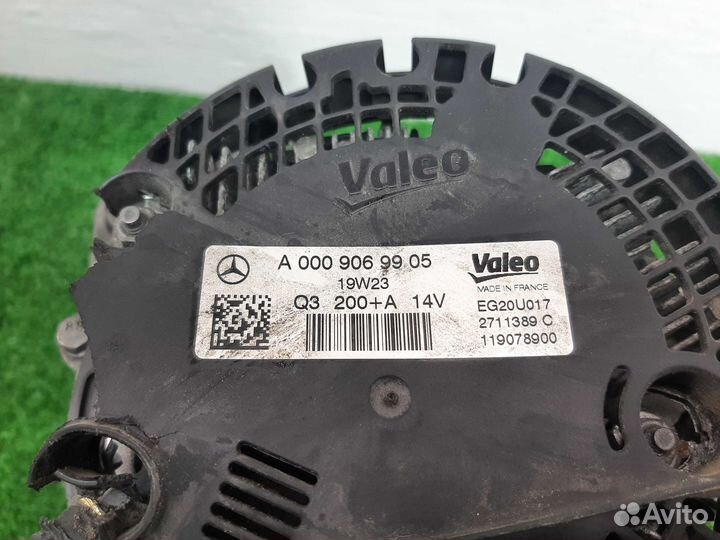 Valeo
A 000 906 99 05
19W23
Q3 200+A 14V
Valeo
MADE IN FRANCE
EG20U017
2711389 C
119078900
Avito